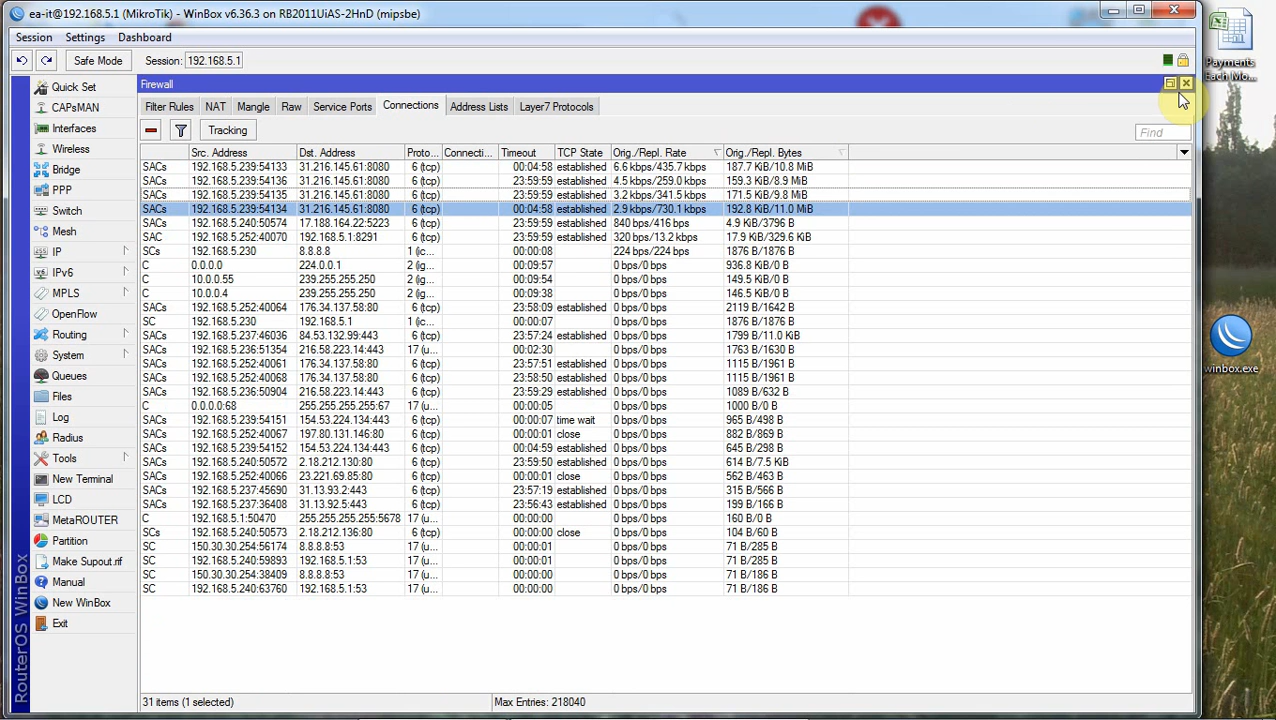 ea-it@192.168.5.1 (MikroTik) - WinBox v6.36.3 on RB2011UiAS-2HnD (mipsbe)
Session Settings Dashboard
Safe Mode Session: 192.168.5.1
Firewall
Filter Rules NAT Mangle Raw Service Ports Connections Address Lists Layer7 Protocols
Tracking Find
Src. Address Dst. Address Proto... Connecti... Timeout TCP State Orig./Repl. Rate Orig./Repl. Bytes
SACs 192.168.5.239:54133 31.216.145.61:8080 6 (tcp) 00:04:58 established 6.6 kbps/435.7 kbps 187.7 KiB/10.8 MiB
SACs 192.168.5.239:54136 31.216.145.61:8080 6 (tcp) 23:59:59 established 4.5 kbps/259.0 kbps 159.3 KiB/8.9 MiB
SACs 192.168.5.239:54135 31.216.145.61:8080 6 (tcp) 23:59:59 established 3.2 kbps/341.5 kbps 171.5 KiB/9.8 MiB
SACs 192.168.5.239:54134 31.216.145.61:8080 6 (tcp) 00:04:58 established 2.9 kbps/730.1 kbps 192.8 KiB/11.0 MiB
SACs 192.168.5.240:50574 17.188.164.22:5223 6 (tcp) 23:59:59 established 840 bps/416 bps 4.9 KiB/3796 B
SAC 192.168.5.252:40070 192.168.5.1:8291 6 (tcp) 23:59:59 established 320 bps/13.2 kbps 17.9 KiB/329.6 KiB
SCs 192.168.5.230 8.8.8.8 1 (ic... 00:00:08 224 bps/224 bps 1876 B/1876 B
C 0.0.0.0 224.0.0.1 2 (ig... 00:09:57 0 bps/0 bps 936.8 KiB/0 B
C 10.0.0.55 239.255.255.250 2 (ig... 00:09:54 0 bps/0 bps 149.5 KiB/0 B
C 10.0.0.4 239.255.255.250 2 (ig... 00:09:38 0 bps/0 bps 146.5 KiB/0 B
SACs 192.168.5.252:40064 176.34.137.58:80 6 (tcp) 23:58:09 established 0 bps/0 bps 2119 B/1642 B
SC 192.168.5.230 192.168.5.1 1 (ic... 00:00:07 0 bps/0 bps 1876 B/1876 B
SACs 192.168.5.237:46036 84.53.132.99:443 6 (tcp) 23:57:24 established 0 bps/0 bps 1799 B/11.0 KiB
SACs 192.168.5.236:51354 216.58.223.14:443 17 (u... 00:02:30 0 bps/0 bps 1763 B/1630 B
SACs 192.168.5.252:40061 176.34.137.58:80 6 (tcp) 23:57:51 established 0 bps/0 bps 1115 B/1961 B
SACs 192.168.5.252:40060 176.34.137.58:80 6 (tcp) 23:58:50 established 0 bps/0 bps 1115 B/1961 B
SACs 192.168.5.236:50904 216.58.223.14:443 6 (tcp) 23:59:29 established 0 bps/0 bps 1089 B/632 B
C 0.0.0.0:68 255.255.255.255:67 17 (u... 00:00:05 0 bps/0 bps 1000 B/0 B
SACs 192.168.5.239:54151 154.53.224.134:443 6 (tcp) 00:00:07 time wait 0 bps/0 bps 965 B/498 B
SACs 192.168.5.252:40067 197.80.131.146:80 6 (tcp) 00:00:01 close 0 bps/0 bps 882 B/869 B
SACs 192.168.5.239:54152 154.53.224.134:443 6 (tcp) 00:04:59 established 0 bps/0 bps 645 B/298 B
SACs 192.168.5.240:50572 2.18.212.130:80 6 (tcp) 23:59:50 established 0 bps/0 bps 614 B/7.5 KiB
SACs 192.168.5.252:40066 23.221.69.85:80 6 (tcp) 00:00:01 close 0 bps/0 bps 562 B/463 B
SACs 192.168.5.237:45690 31.13.93.2:443 6 (tcp) 23:57:19 established 0 bps/0 bps 315 B/566 B
SACs 192.168.5.237:36408 31.13.92.5:443 6 (tcp) 23:56:43 established 0 bps/0 bps 199 B/166 B
C 192.168.5.1:50470 255.255.255.255:5678 17 (u... 00:00:00 0 bps/0 bps 160 B/0 B
SCs 192.168.5.240:50573 2.18.212.136:80 6 (tcp) close 0 bps/0 bps 104 B/60 B
SC 150.30.30.254:56174 8.8.8.8:53 17 (u... 00:00:01 0 bps/0 bps 71 B/285 B
SC 192.168.5.240:59893 192.168.5.1:53 17 (u... 00:00:01 0 bps/0 bps 71 B/285 B
SC 150.30.30.254:38409 8.8.8.8:53 17 (u... 00:00:00 0 bps/0 bps 71 B/186 B
SC 192.168.5.240:63760 192.168.5.1:53 17 (u... 00:00:00 0 bps/0 bps 71 B/186 B
31 items (1 selected) Max Entries: 218040
Quick Set
CAPsMAN
Interfaces
Wireless
Bridge
PPP
Switch
Mesh
IP
IPv6
MPLS
OpenFlow
Routing
System
Queues
Files
Log
Radius
Tools
New Terminal
LCD
MetaROUTER
Partition
Make Supout.rif
Manual
New WinBox
Exit
RouterOS WinBox
Payments
Each Mo...
winbox.exe